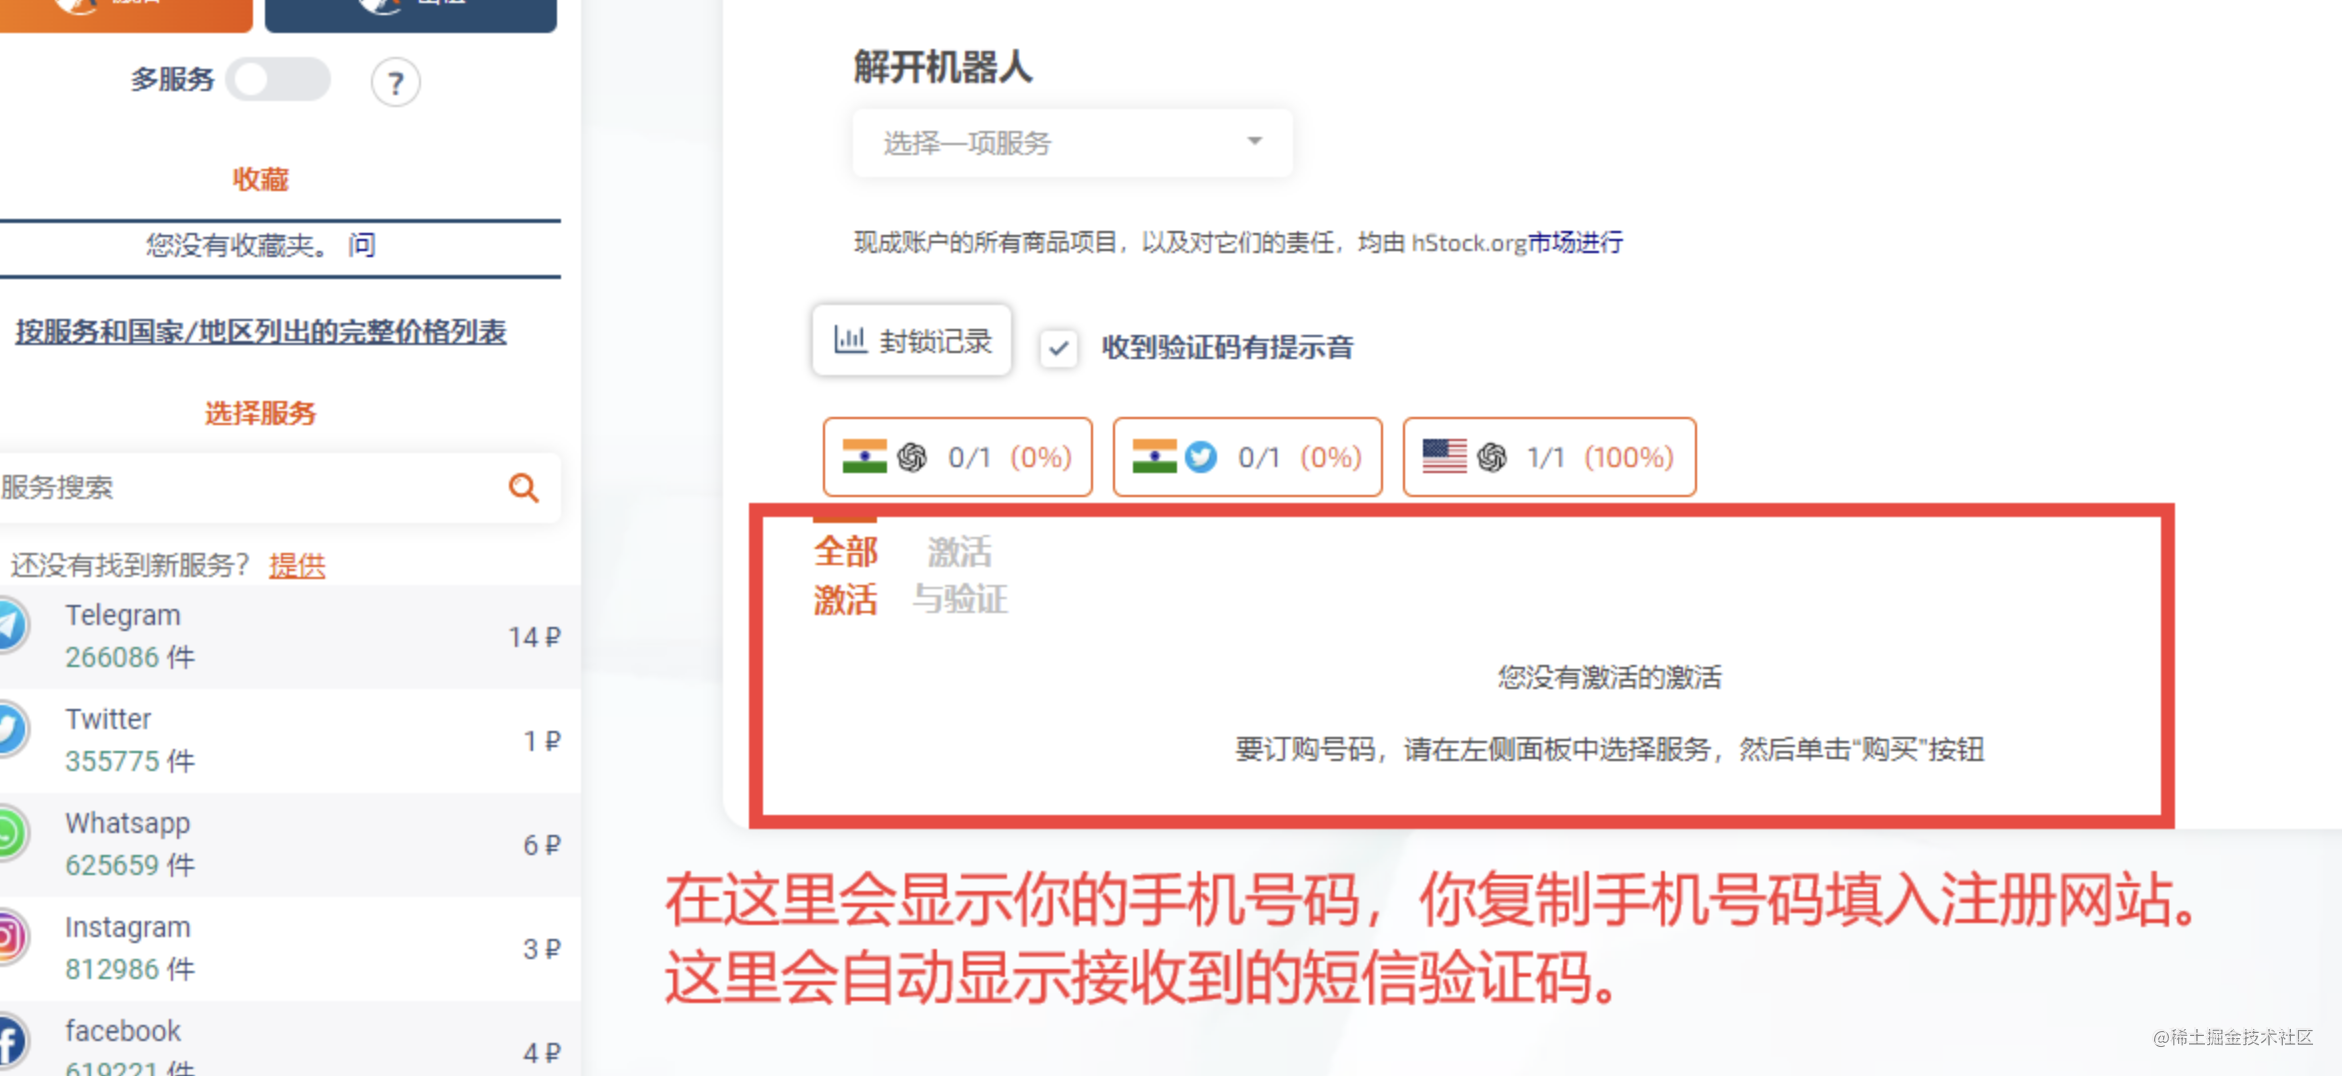 多服务
?
收藏
您没有收藏夹。 问
按服务和国家/地区列出的完整价格列表
选择服务
服务搜索
还没有找到新服务? 提供
Telegram
266086 件
14 ₽
Twitter
355775 件
1 ₽
Whatsapp
625659 件
6 ₽
Instagram
812986 件
3 ₽
facebook
619221 件
4 ₽
解开机器人
选择一项服务
现成账户的所有商品项目，以及对它们的责任，均由 hStock.org市场进行
封锁记录
收到验证码有提示音
0/1 (0%)
0/1 (0%)
1/1 (100%)
全部
激活
激活
与验证
您没有激活的激活
要订购号码，请在左侧面板中选择服务，然后单击“购买”按钮
在这里会显示你的手机号码，你复制手机号码填入注册网站。
这里会自动显示接收到的短信验证码。
@稀土掘金技术社区